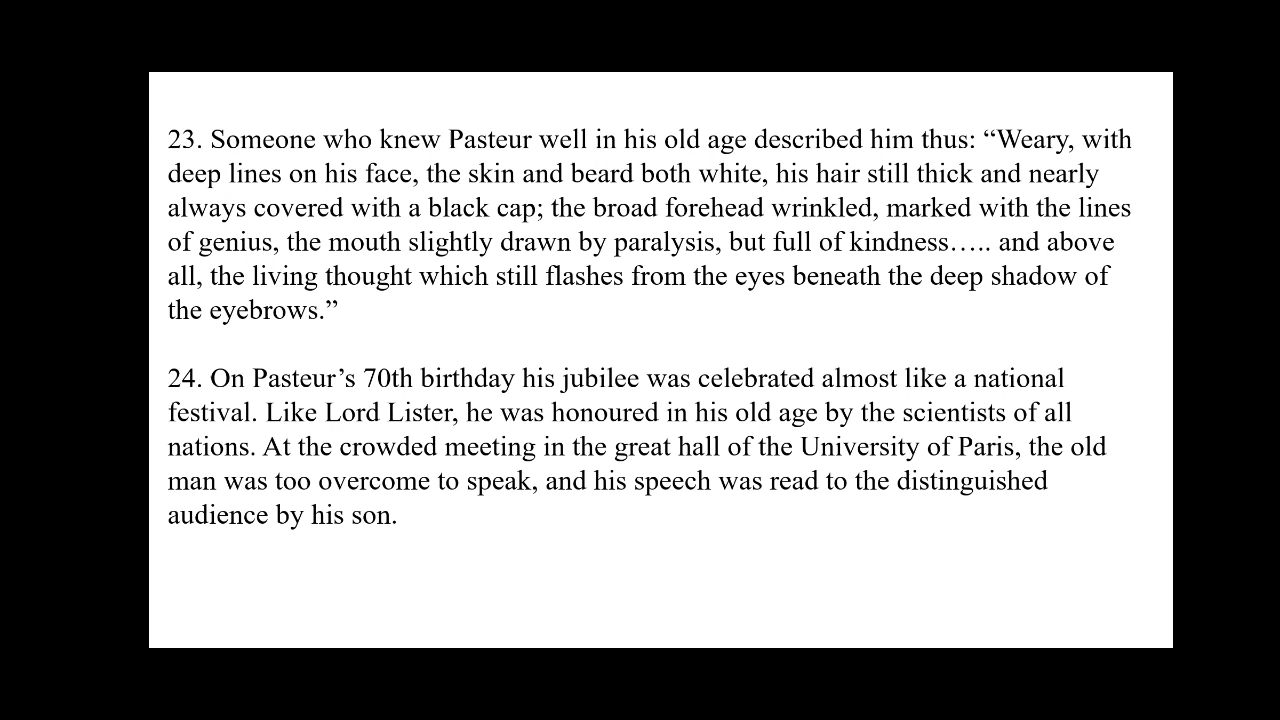 23. Someone who knew Pasteur well in his old age described him thus: “Weary, with
deep lines on his face, the skin and beard both white, his hair still thick and nearly
always covered with a black cap; the broad forehead wrinkled, marked with the lines
of genius, the mouth slightly drawn by paralysis, but full of kindness….. and above
all, the living thought which still flashes from the eyes beneath the deep shadow of
the eyebrows.”
24. On Pasteur’s 70th birthday his jubilee was celebrated almost like a national
festival. Like Lord Lister, he was honoured in his old age by the scientists of all
nations. At the crowded meeting in the great hall of the University of Paris, the old
man was too overcome to speak, and his speech was read to the distinguished
audience by his son.